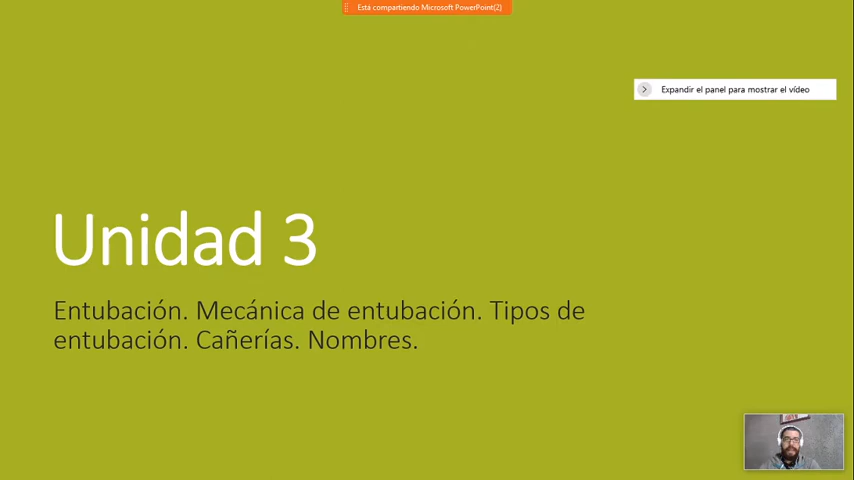 Está compartiendo Microsoft PowerPoint(2)
Expandir el panel para mostrar el vídeo
Unidad 3
Entubación. Mecánica de entubación. Tipos de
entubación. Cañerías. Nombres.